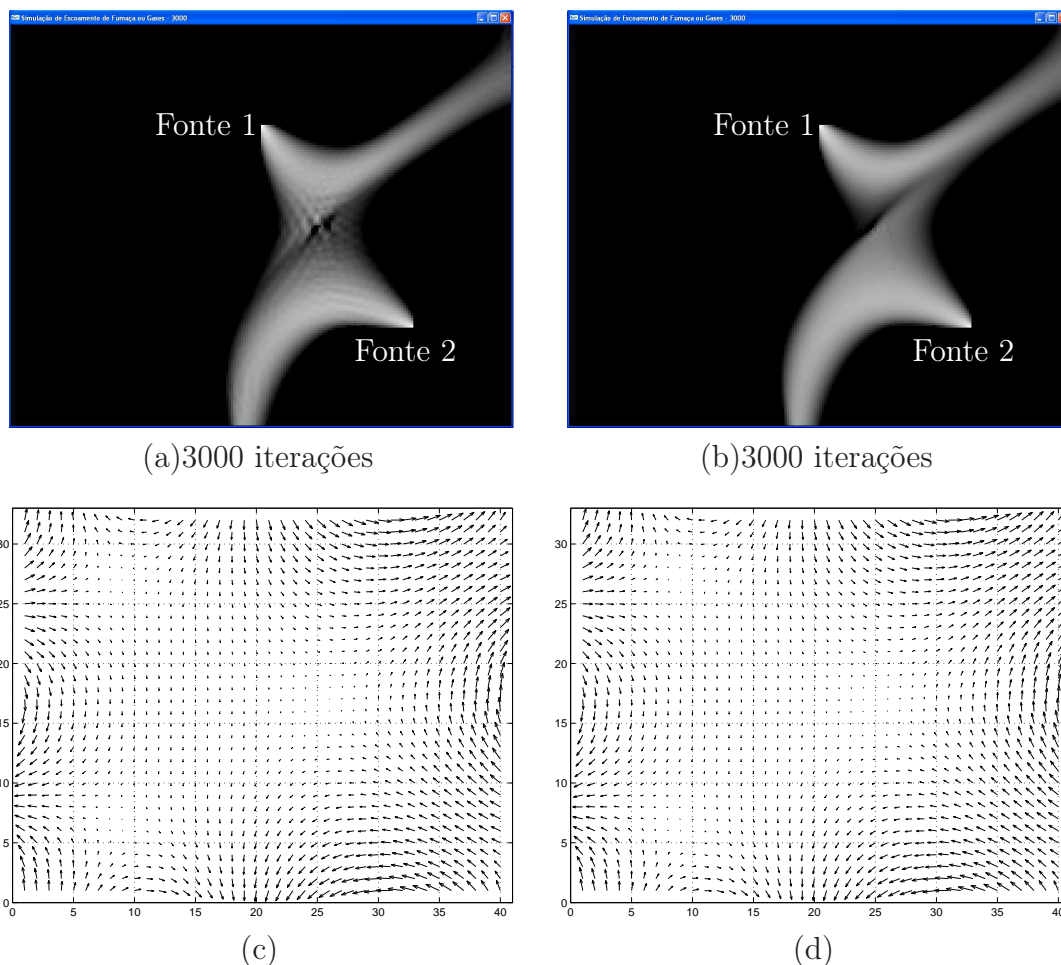 Simulação de Escoamento de Fumaça ou Gases - 3000
Simulação de Escoamento de Fumaça ou Gases - 3000
Fonte 1
Fonte 2
Fonte 1
Fonte 2
(a)3000 iterações
(b)3000 iterações
30
25
20
15
10
5
0
0 5 10 15 20 25 30 35 40
30
25
20
15
10
5
0
0 5 10 15 20 25 30 35 40
(c)
(d)